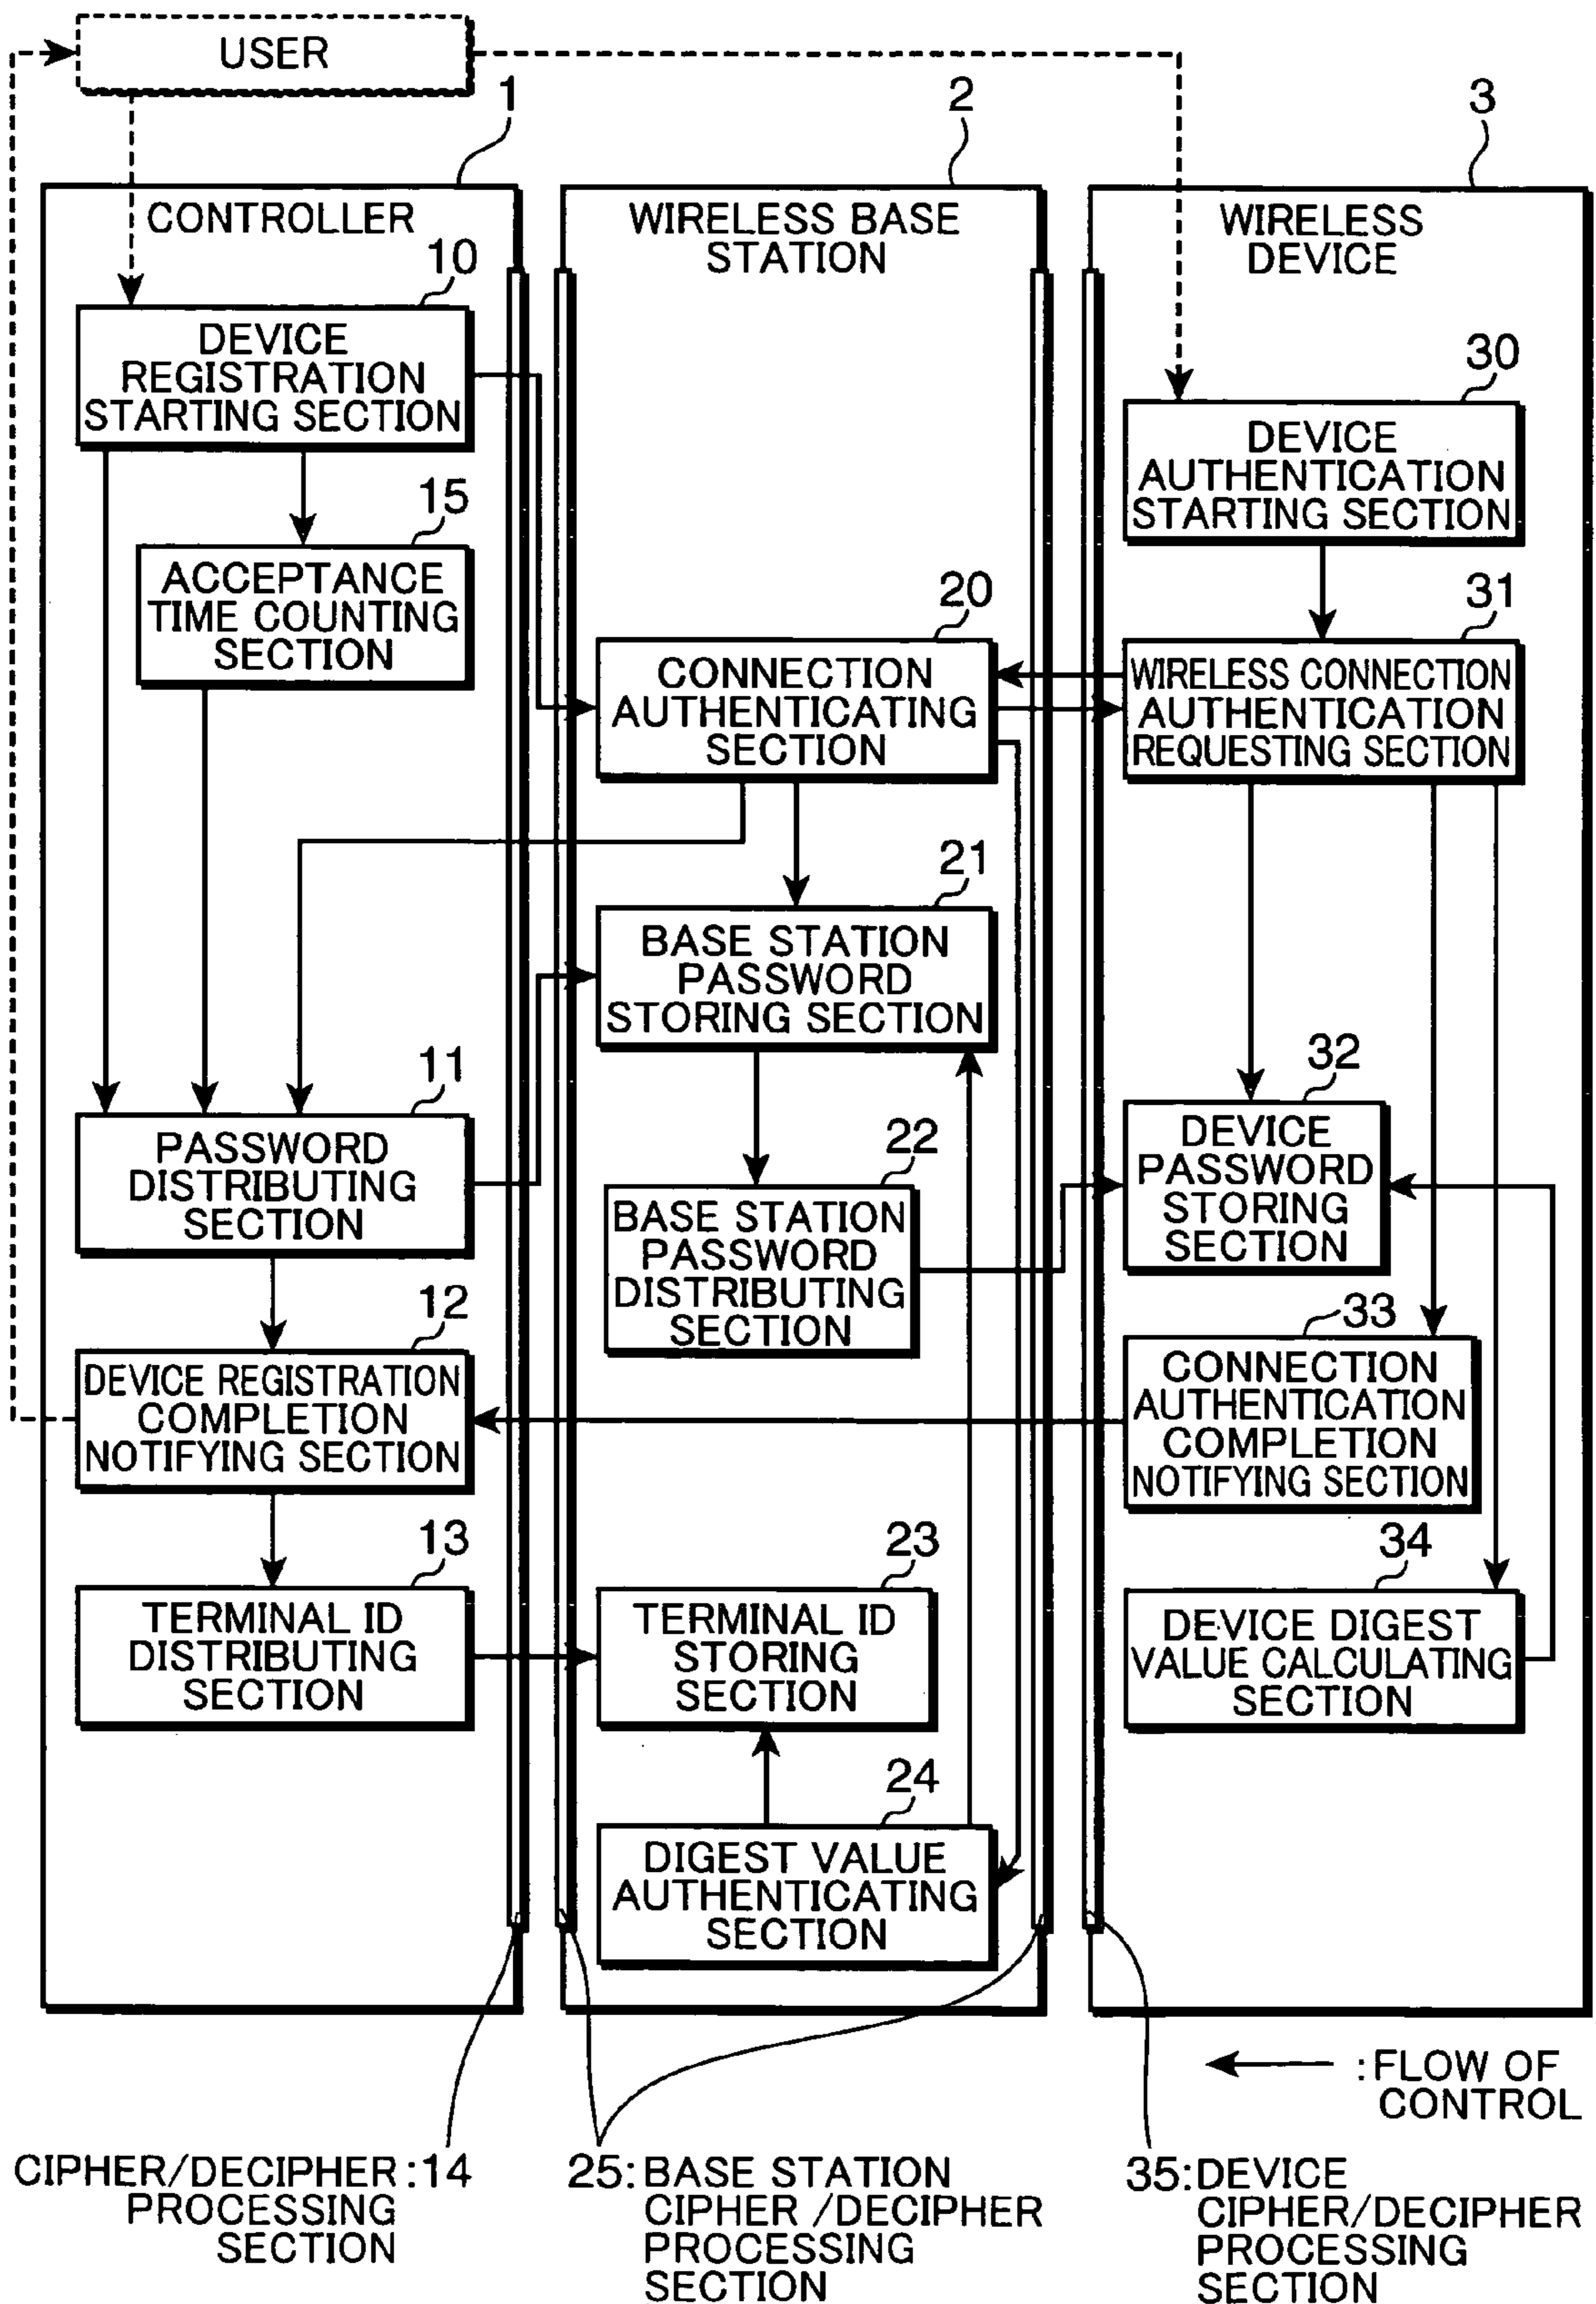 USER
1
2
3
CONTROLLER
10
DEVICE
REGISTRATION
STARTING SECTION
15
ACCEPTANCE
TIME COUNTING
SECTION
11
PASSWORD
DISTRIBUTING
SECTION
12
DEVICE REGISTRATION
COMPLETION
NOTIFYING SECTION
13
TERMINAL ID
DISTRIBUTING
SECTION
WIRELESS BASE
STATION
20
CONNECTION
AUTHENTICATING
SECTION
21
BASE STATION
PASSWORD
STORING SECTION
22
BASE STATION
PASSWORD
DISTRIBUTING
SECTION
23
TERMINAL ID
STORING
SECTION
24
DIGEST VALUE
AUTHENTICATING
SECTION
WIRELESS
DEVICE
30
DEVICE
AUTHENTICATION
STARTING SECTION
31
WIRELESS CONNECTION
AUTHENTICATION
REQUESTING SECTION
32
DEVICE
PASSWORD
STORING
SECTION
33
CONNECTION
AUTHENTICATION
COMPLETION
NOTIFYING SECTION
34
DEVICE DIGEST
VALUE CALCULATING
SECTION
:FLOW OF
CONTROL
CIPHER/DECIPHER:14
PROCESSING
SECTION
25:BASE STATION
CIPHER /DECIPHER
PROCESSING
SECTION
35:DEVICE
CIPHER/DECIPHER
PROCESSING
SECTION